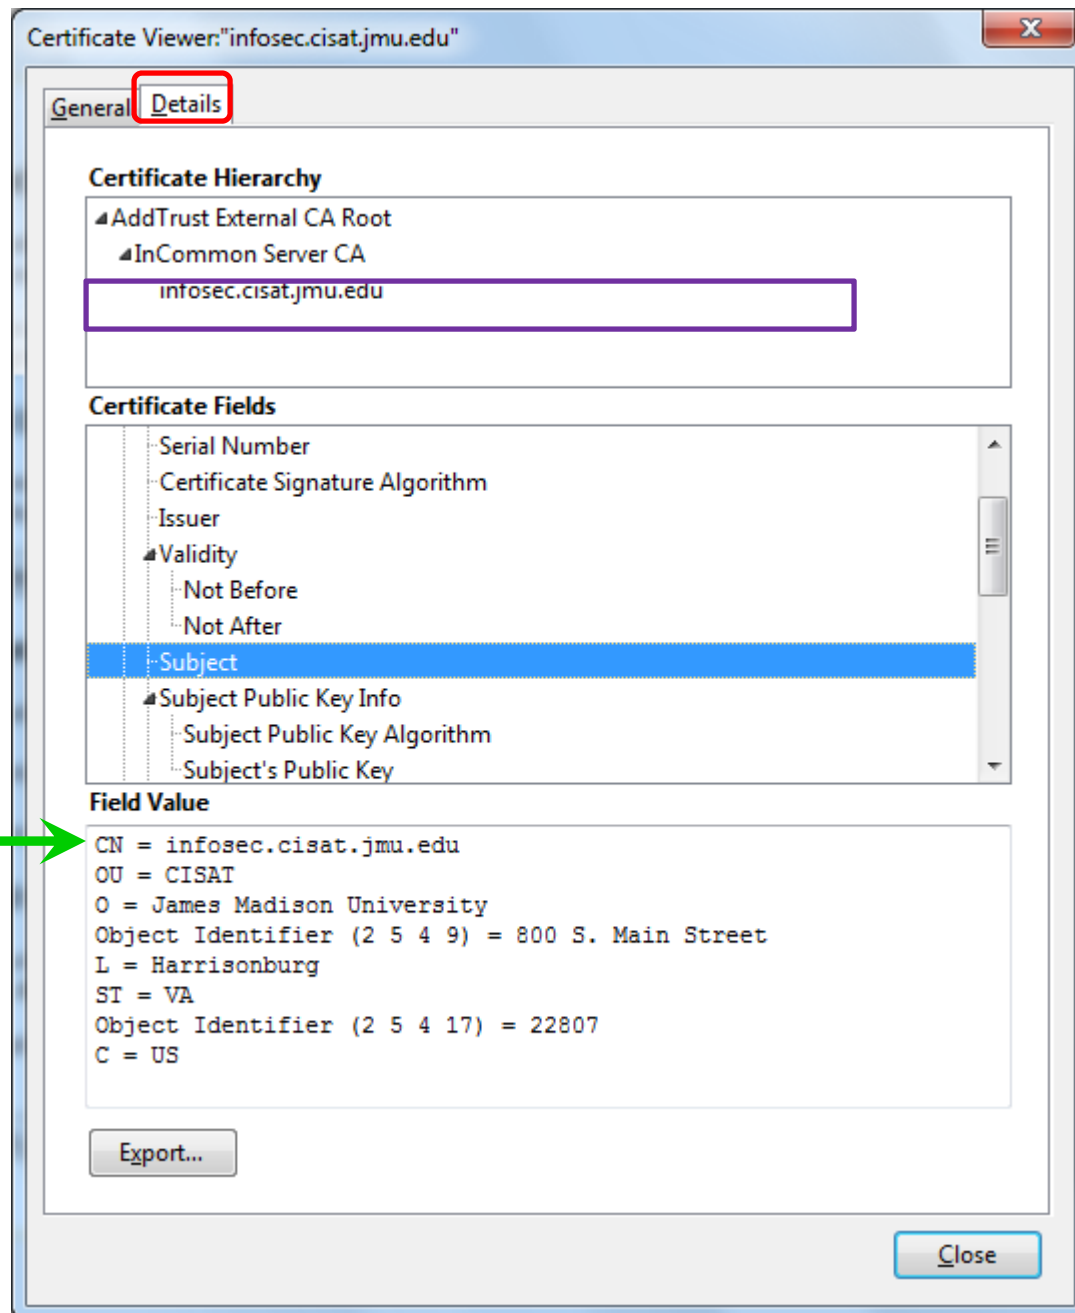 Certificate Viewer:"infosec.cisat.jmu.edu"
General Details
Certificate Hierarchy
AddTrust External CA Root
InCommon Server CA
infosec.cisat.jmu.edu
Certificate Fields
Serial Number
Certificate Signature Algorithm
Issuer
Validity
Not Before
Not After
Subject
Subject Public Key Info
Subject Public Key Algorithm
Subject's Public Key
Field Value
CN = infosec.cisat.jmu.edu
OU = CISAT
O = James Madison University
Object Identifier (2 5 4 9) = 800 S. Main Street
L = Harrisonburg
ST = VA
Object Identifier (2 5 4 17) = 22807
C = US
Export...
Close